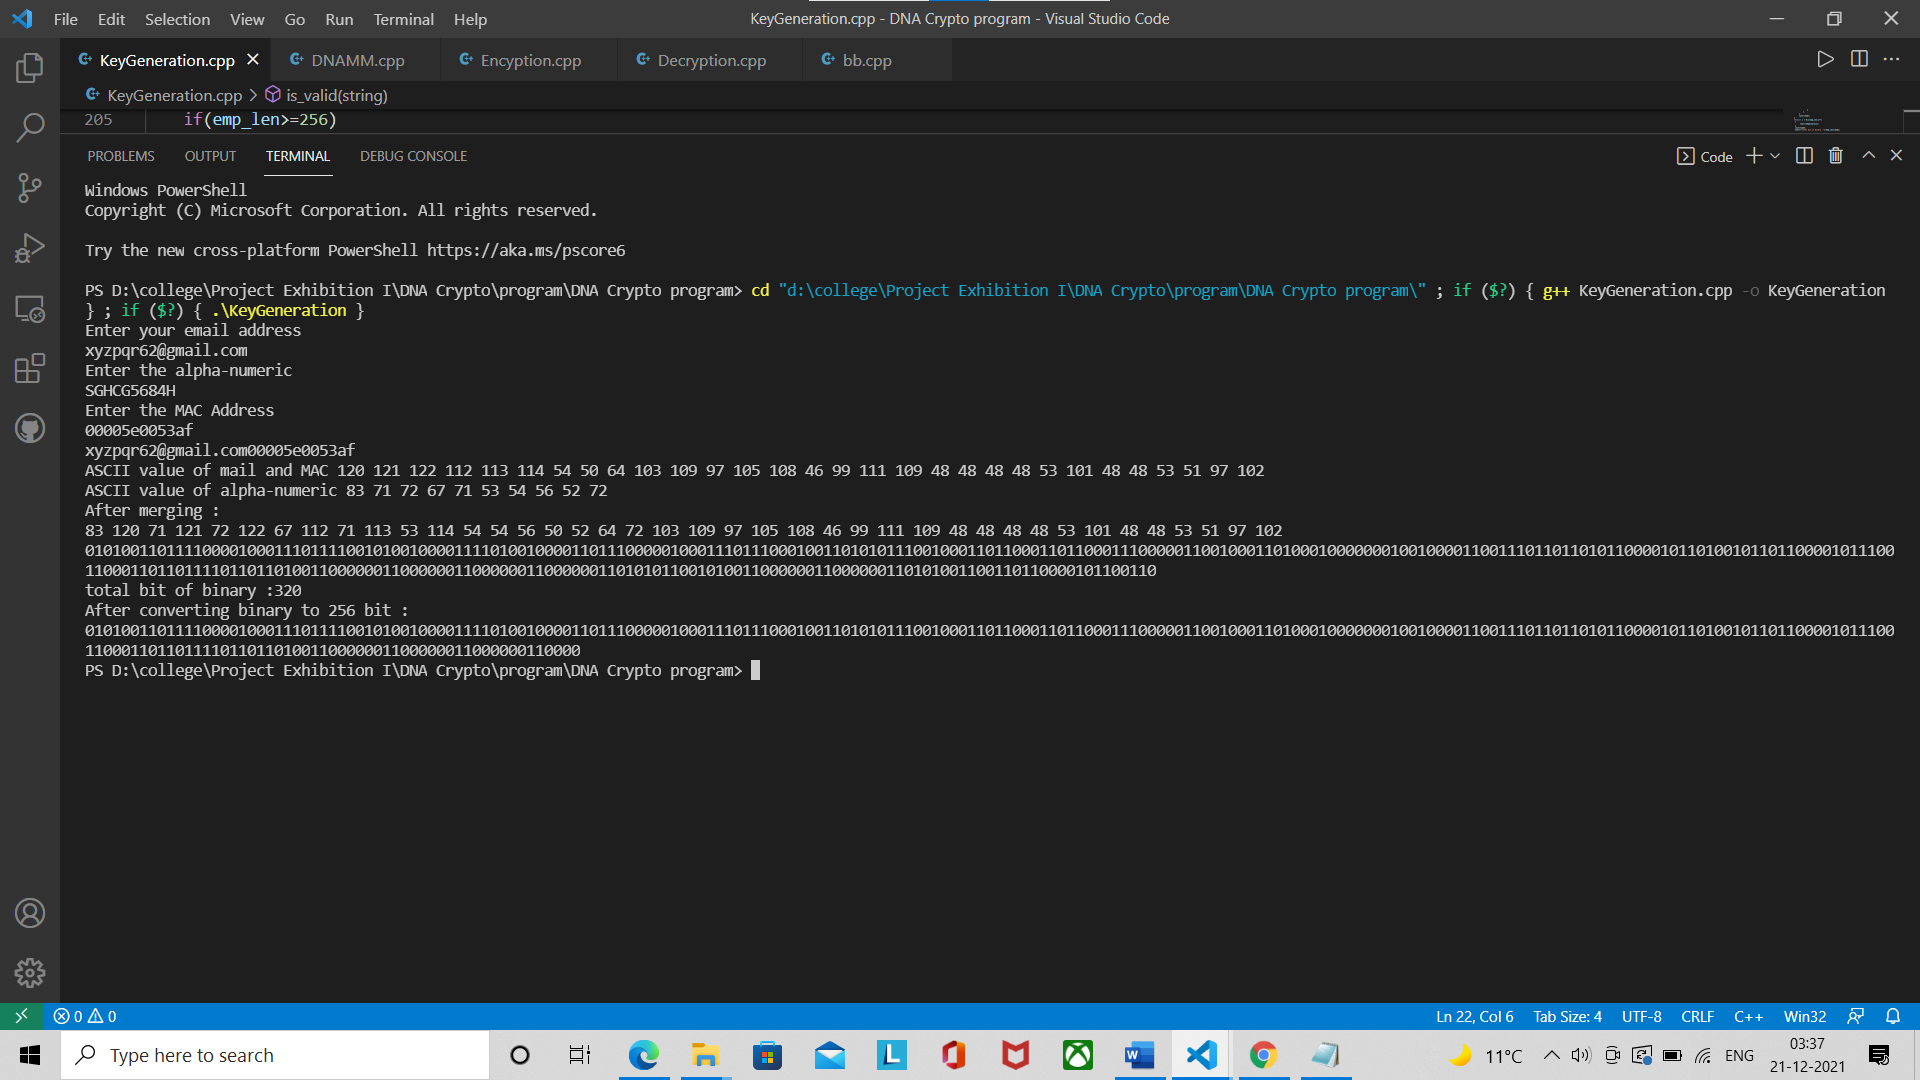 File Edit Selection View Go Run Terminal Help
KeyGeneration.cpp - DNA Crypto program - Visual Studio Code
KeyGeneration.cpp DNAMM.cpp Encyption.cpp Decryption.cpp bb.cpp
KeyGeneration.cpp > is_valid(string)
205 if(emp_len>=256)
PROBLEMS OUTPUT TERMINAL DEBUG CONSOLE
Code
Windows PowerShell
Copyright (C) Microsoft Corporation. All rights reserved.
Try the new cross-platform PowerShell https://aka.ms/pscore6
PS D:\college\Project Exhibition I\DNA Crypto\program\DNA Crypto program> cd "d:\college\Project Exhibition I\DNA Crypto\program\DNA Crypto program\" ; if ($?) { g++ KeyGeneration.cpp -o KeyGeneration
} ; if ($?) { .\KeyGeneration }
Enter your email address
xyzpqr62@gmail.com
Enter the alpha-numeric
SGHCG5684H
Enter the MAC Address
00005e0053af
xyzpqr62@gmail.com00005e0053af
ASCII value of mail and MAC 120 121 122 112 113 114 54 50 64 103 109 97 105 108 46 99 111 109 48 48 48 48 53 101 48 48 53 51 97 102
ASCII value of alpha-numeric 83 71 72 67 71 53 54 56 52 72
After merging :
83 120 71 121 72 122 67 112 71 113 53 114 54 54 56 50 52 64 72 103 109 97 105 108 46 99 111 109 48 48 48 48 53 101 48 48 53 51 97 102
010100110111100001000111011110010100100001111010010000110111000001000111011100010011010101110010001101100011011000111000001100100011010001000000010010000110011101101101011000010110100101101100001011100
11000110110111101101101001100000011000000110000001100000011010101100101001100000011000000110101001100110110000101100110
total bit of binary :320
After converting binary to 256 bit :
010100110111100001000111011110010100100001111010010000110111000001000111011100010011010101110010001101100011011000111000001100100011010001000000010010000110011101101101011000010110100101101100001011100
1100011011011110110110100110000001100000011000000110000
PS D:\college\Project Exhibition I\DNA Crypto\program\DNA Crypto program>
0 0
Ln 22, Col 6 Tab Size: 4 UTF-8 CRLF C++ Win32
Type here to search
11°C
ENG
03:37
21-12-2021